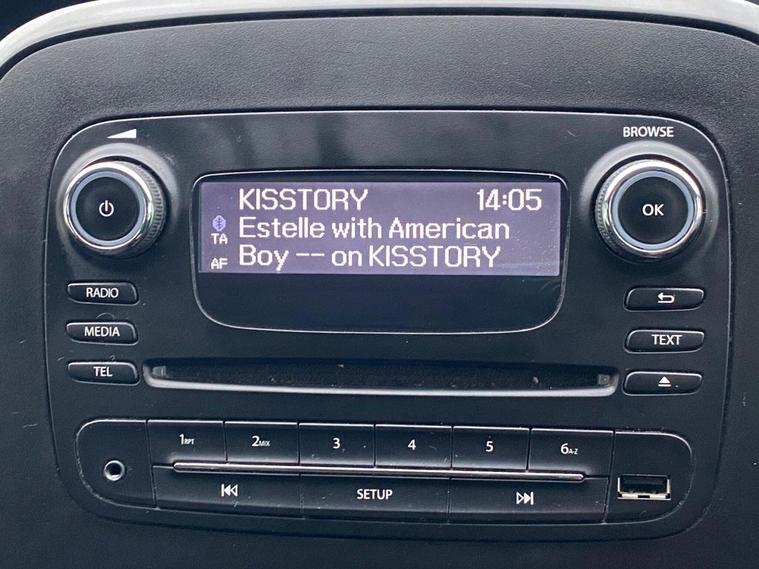 BROWSE
KISSTORY 14:05
Estelle with American
TA
Boy -- on KISSTORY
AF
OK
RADIO
MEDIA
TEXT
TEL
1RPT 2MIX 3 4 5 6A-Z
SETUP